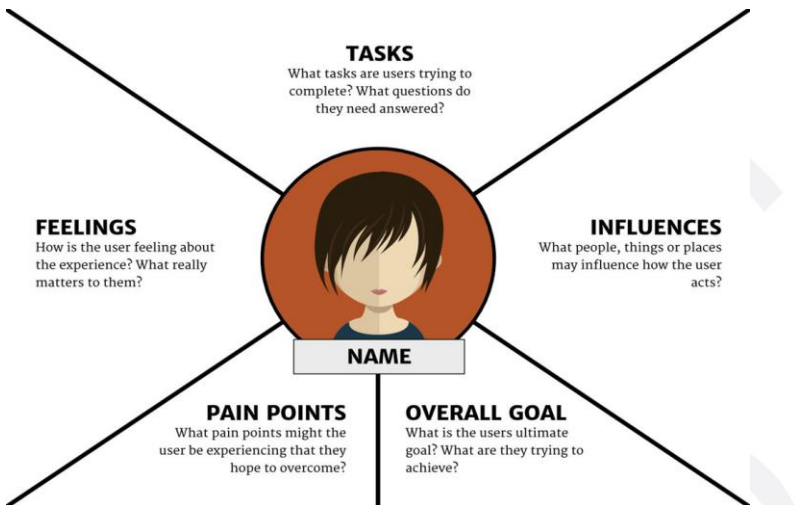 TASKS
What tasks are users trying to
complete? What questions do
they need answered?
FEELINGS
How is the user feeling about
the experience? What really
matters to them?
INFLUENCES
What people, things or places
may influence how the user
acts?
NAME
PAIN POINTS
What pain points might the
user be experiencing that they
hope to overcome?
OVERALL GOAL
What is the users ultimate
goal? What are they trying to
achieve?